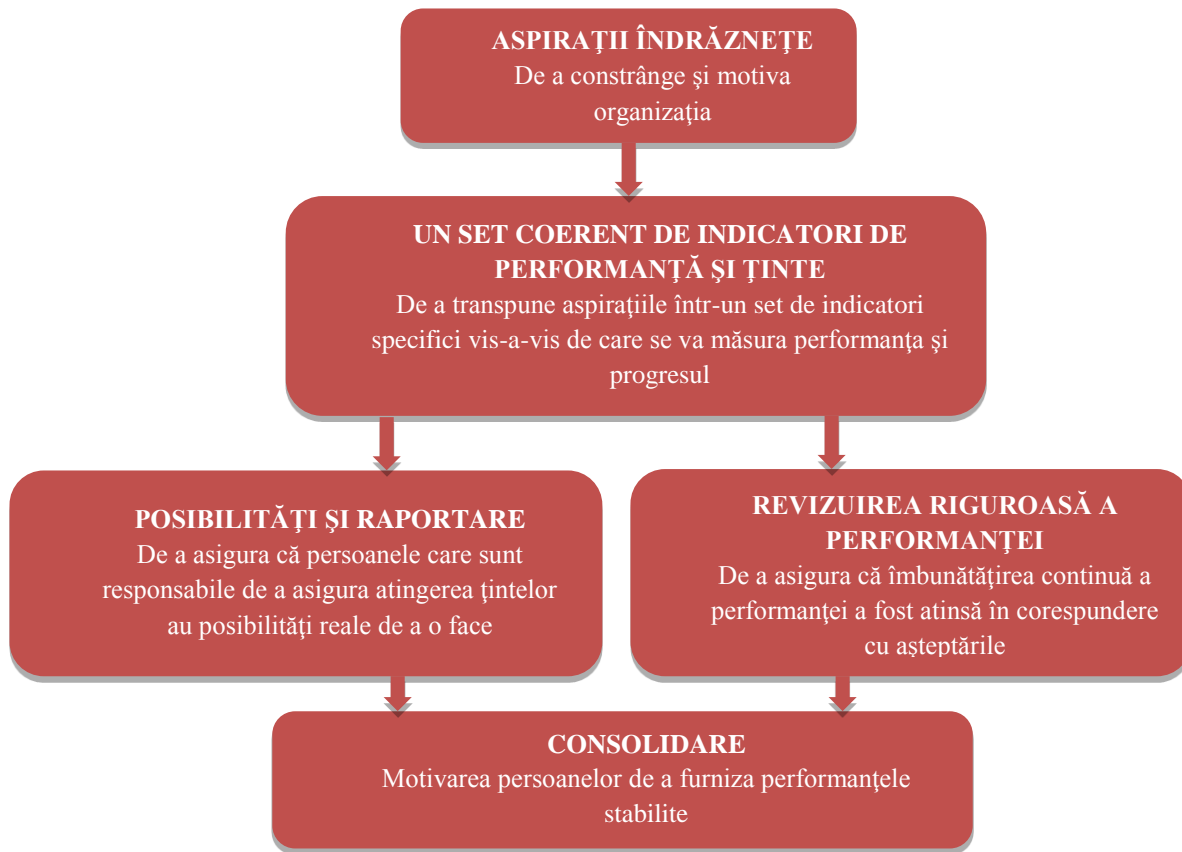 ASPIRAŢII ÎNDRĂZNEŢE
De a constrânge şi motiva
organizaţia
UN SET COERENT DE INDICATORI DE
PERFORMANŢĂ ŞI ŢINTE
De a transpune aspiraţiile într-un set de indicatori
specifici vis-a-vis de care se va măsura performanţa şi
progresul
POSIBILITĂŢI ŞI RAPORTARE
De a asigura că persoanele care sunt
responsabile de a asigura atingerea ţintelor
au posibilităţi reale de a o face
REVIZUIREA RIGUROASĂ A
PERFORMANŢEI
De a asigura că îmbunătăţirea continuă a
performanţei a fost atinsă în corespundere
cu aşteptările
CONSOLIDARE
Motivarea persoanelor de a furniza performanţele
stabilite